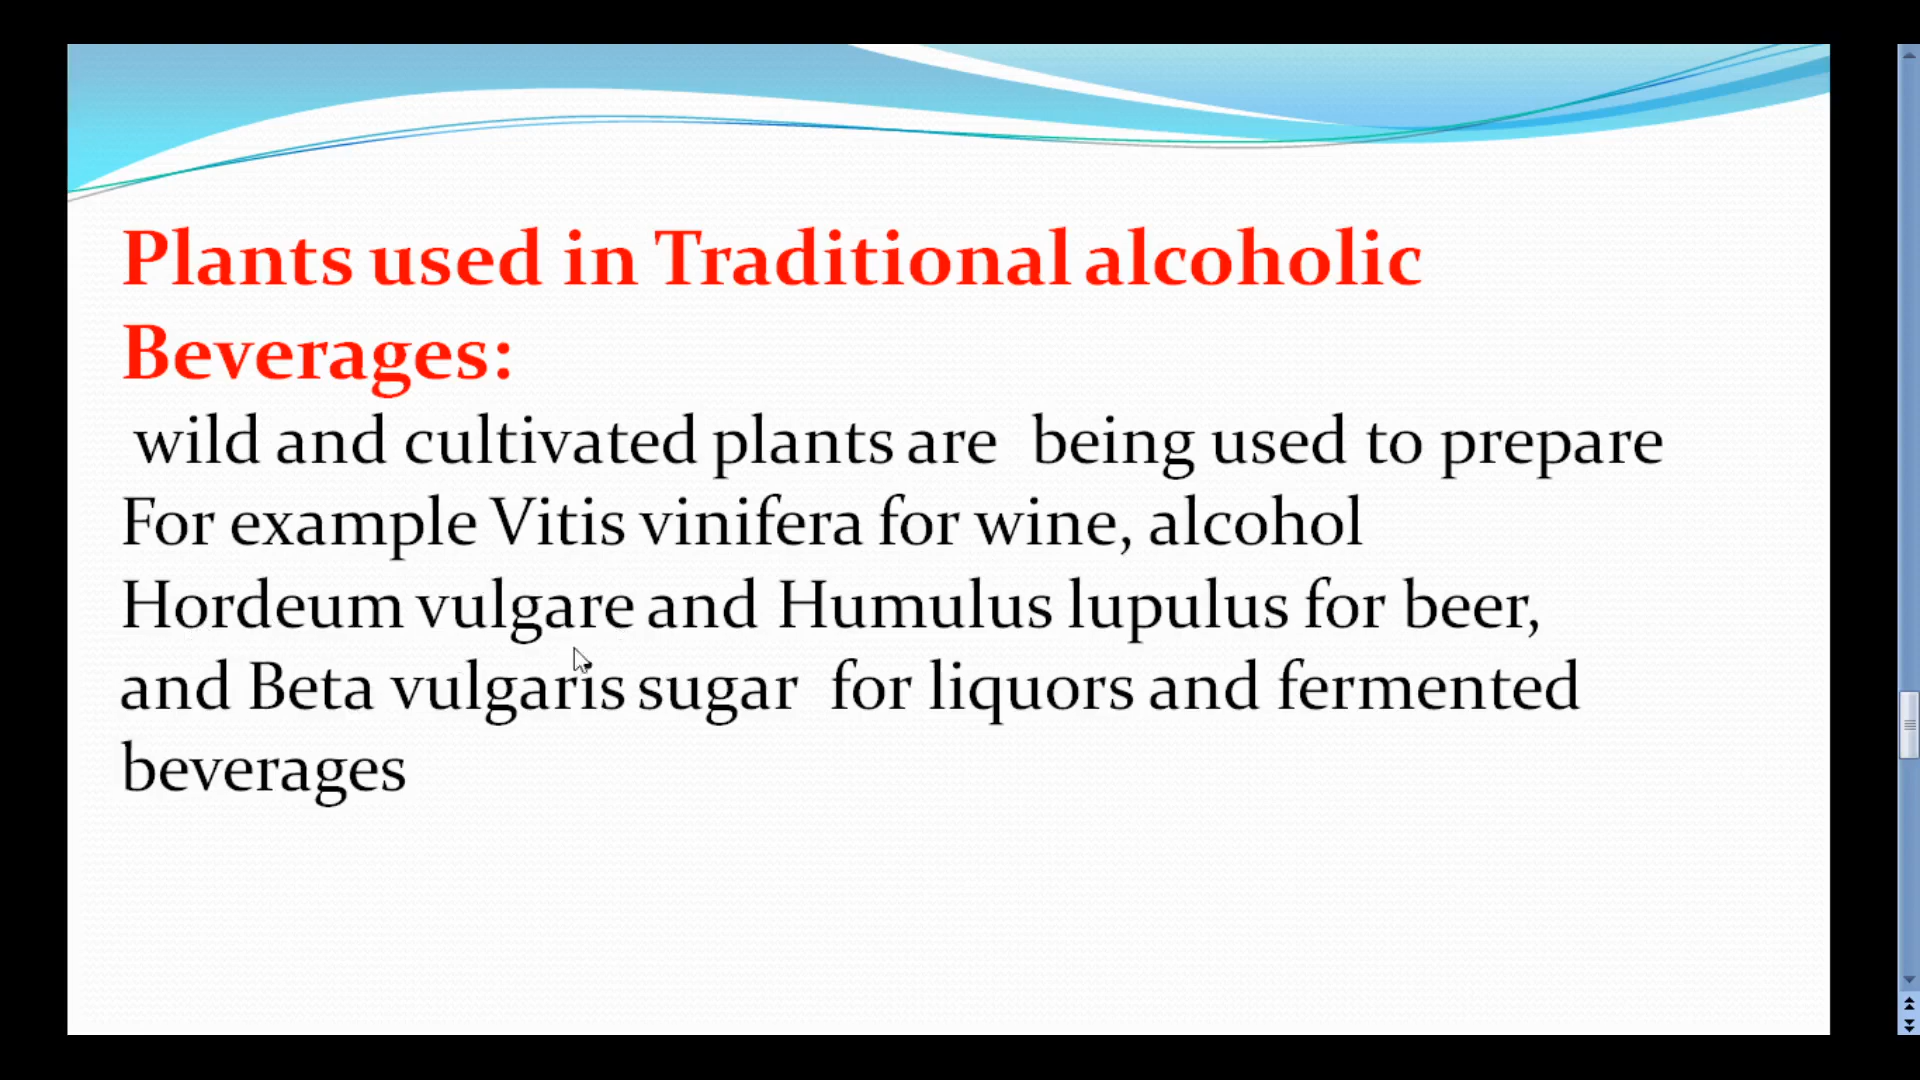 Plants used in Traditional alcoholic
Beverages:
wild and cultivated plants are being used to prepare
For example Vitis vinifera for wine, alcohol
Hordeum vulgare and Humulus lupulus for beer,
and Beta vulgaris sugar for liquors and fermented
beverages